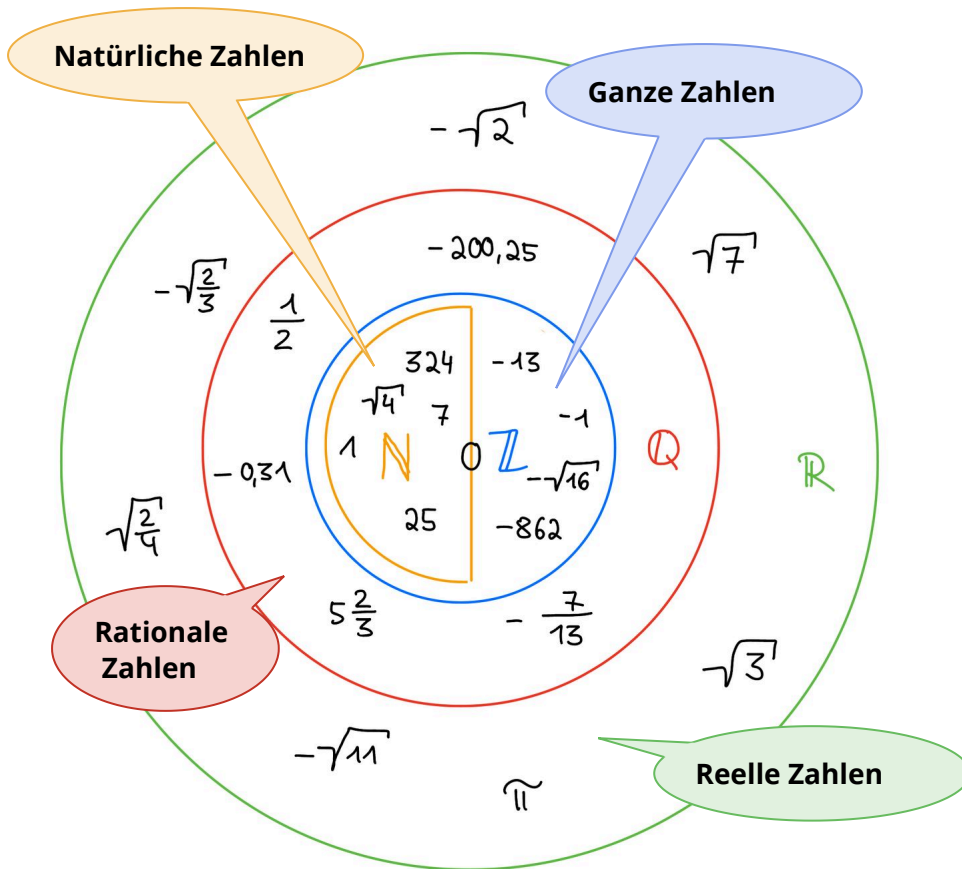 Natürliche Zahlen
Ganze Zahlen
-√2
-200,25
√7
-√(2/3)
1/2
324
-13
√4
7
-1
1
N
0
ℤ
-√16
ℚ
ℝ
-0,31
25
-862
√(2/4)
5 2/3
- 7/13
Rationale
Zahlen
√3
-√11
π
Reelle Zahlen